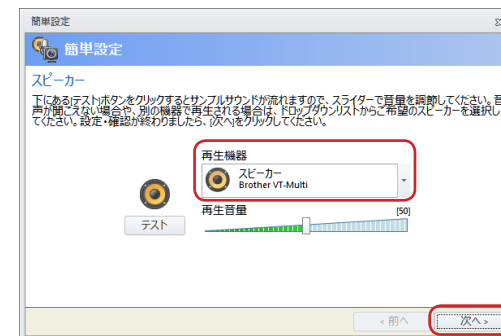 簡単設定
簡単設定
スピーカー
下にある[テスト]ボタンをクリックするとサンプルサウンドが流れますので、スライダーで音量を調節してください。音
声が聞こえない場合や、別の機器で再生される場合は、ドロップダウンリストからご希望のスピーカーを選択し
てください。設定・確認が終わりましたら、[次へ]をクリックしてください。
再生機器
スピーカー
Brother VT-Multi
再生音量 [50]
テスト
< 前へ 次へ >